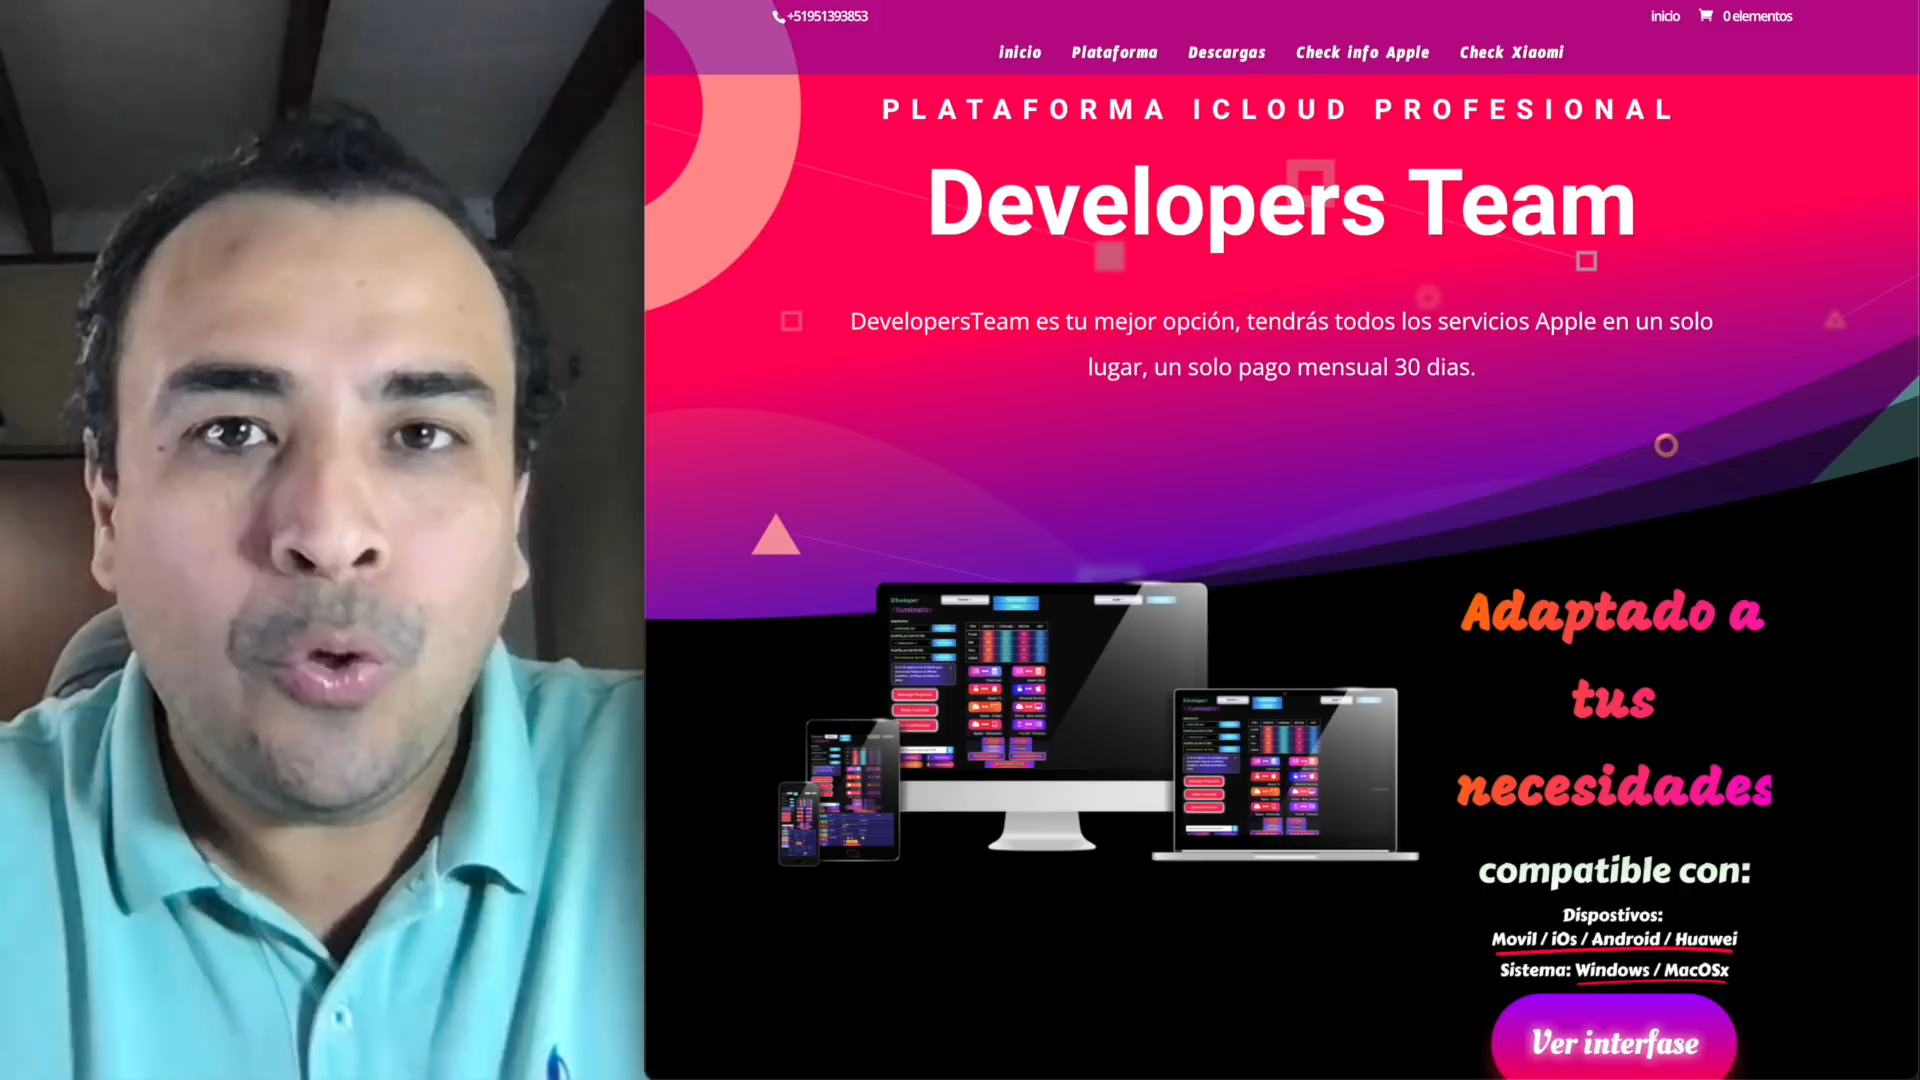 +51951393853
inicio
0 elementos
inicio Plataforma Descargas Check info Apple Check Xiaomi
PLATAFORMA ICLOUD PROFESIONAL
Developers Team
DevelopersTeam es tu mejor opción, tendrás todos los servicios Apple en un solo
lugar, un solo pago mensual 30 dias.
Adaptado a
tus
necesidades
compatible con:
Dispostivos:
Movil / iOs / Android / Huawei
Sistema: Windows / MacOSx
Ver interfase